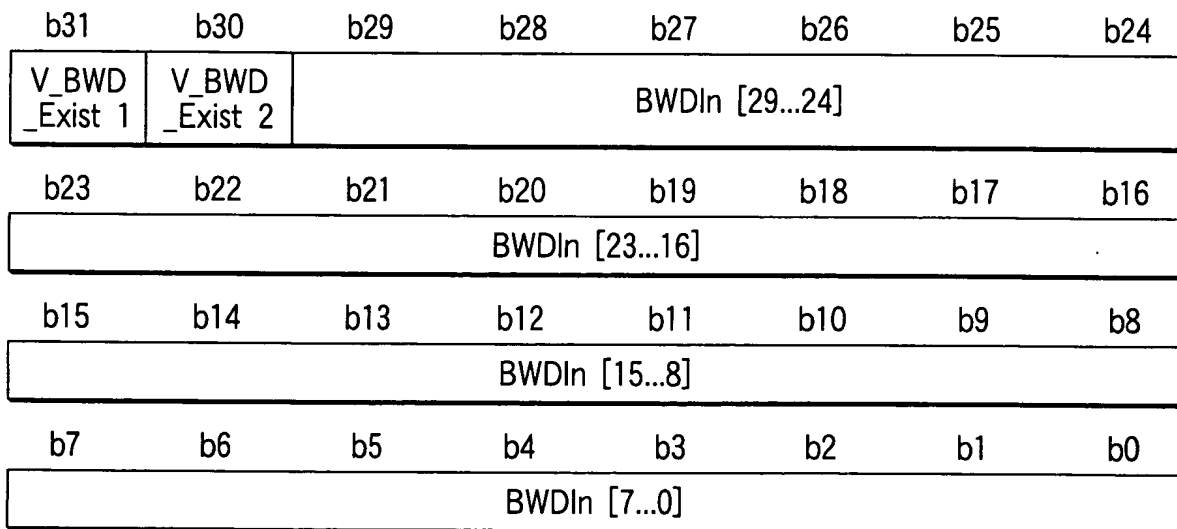 b31 b30 b29 b28 b27 b26 b25 b24
V_BWD V_BWD
_Exist 1 _Exist 2 BWDIn [29...24]
b23 b22 b21 b20 b19 b18 b17 b16
BWDIn [23...16]
b15 b14 b13 b12 b11 b10 b9 b8
BWDIn [15...8]
b7 b6 b5 b4 b3 b2 b1 b0
BWDIn [7...0]